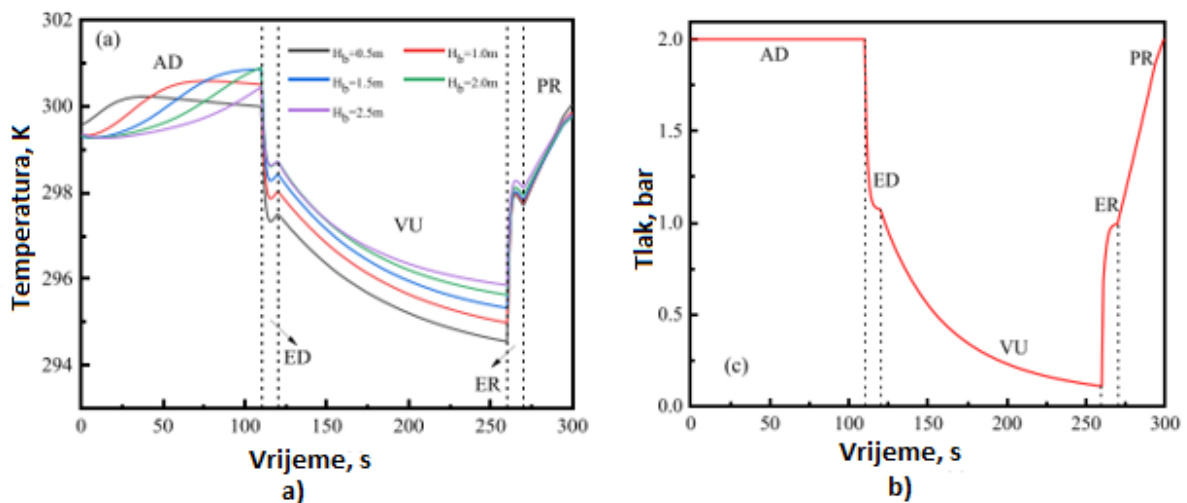 (a)
AD
H_b=0.5m
H_b=1.0m
H_b=1.5m
H_b=2.0m
H_b=2.5m
PR
VU
ED
ER
302
300
298
296
294
Temperatura, K
0
50
100
150
200
250
300
Vrijeme, s
a)
2.0
1.5
1.0
0.5
0.0
Tlak, bar
AD
PR
ED
ER
VU
(c)
0
50
100
150
200
250
300
Vrijeme, s
b)